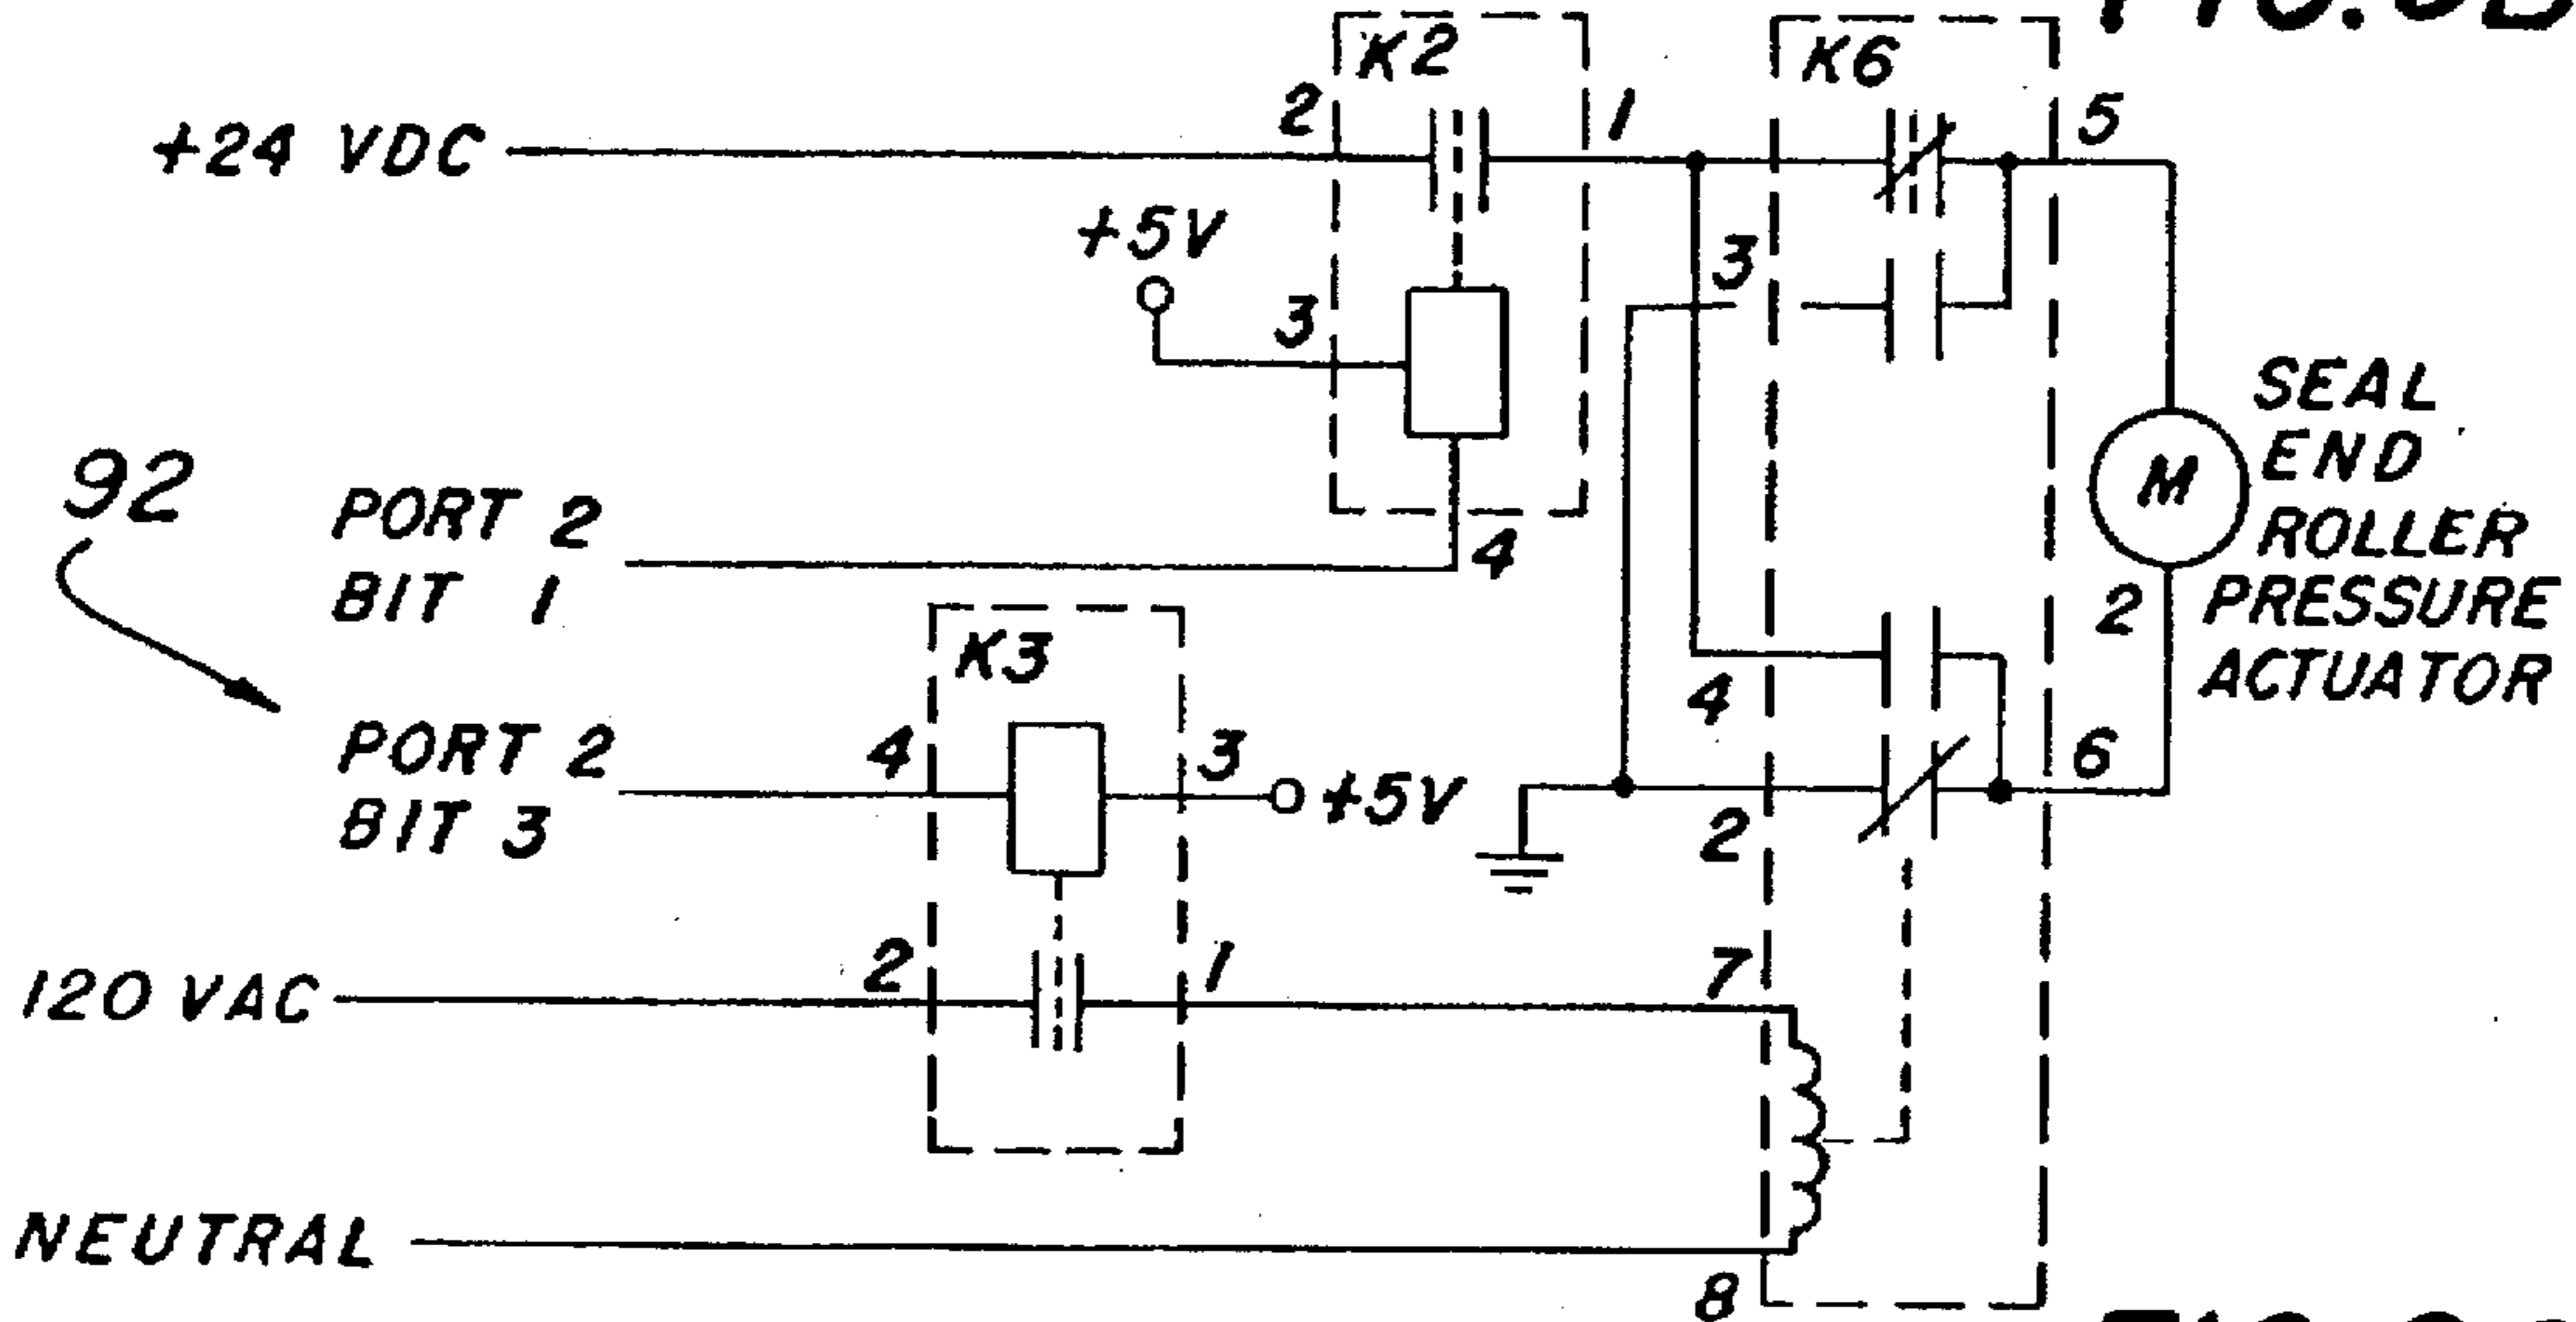 K2
K6
2
1
5
+24 VDC
+5V
3
3
SEAL
END
ROLLER
PRESSURE
ACTUATOR
M
2
92
PORT 2
BIT 1
4
K3
4
6
PORT 2
BIT 3
4
3
+5V
2
120 VAC
2
1
7
NEUTRAL
8